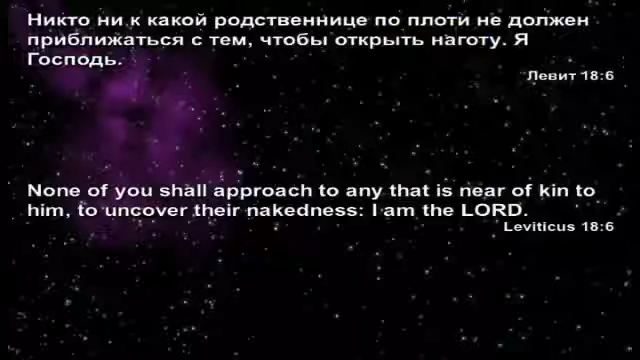 Никто ни к какой родственнице по плоти не должен
приближаться с тем, чтобы открыть наготу. Я
Господь.
Левит 18:6
None of you shall approach to any that is near of kin to
him, to uncover their nakedness: I am the LORD.
Leviticus 18:6